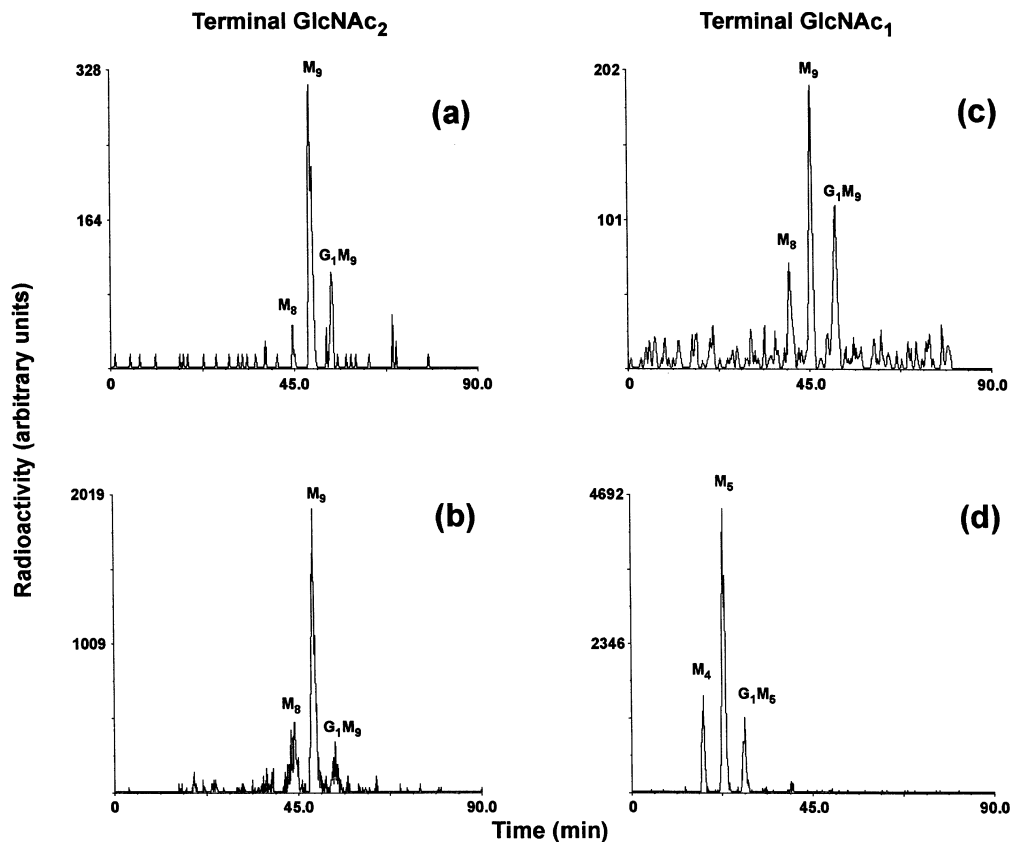 Terminal GlcNAc2
Terminal GlcNAc1
Radioactivity (arbitrary units)
328
164
M9
(a)
M8
G1M9
0
45.0
90.0
202
101
M9
(c)
M8
G1M9
0
45.0
90.0
2019
1009
M9
(b)
M8
G1M9
0
45.0
90.0
4692
2346
M5
(d)
M4
G1M5
0
45.0
90.0
Time (min)